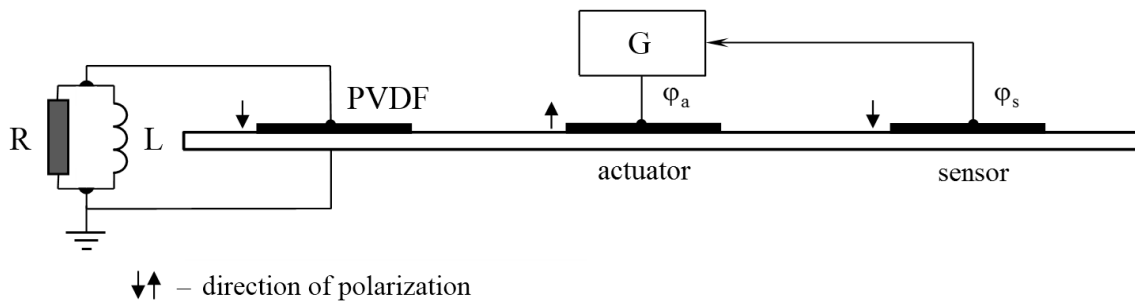 G
PVDF
φa
φs
R
L
actuator
sensor
– direction of polarization